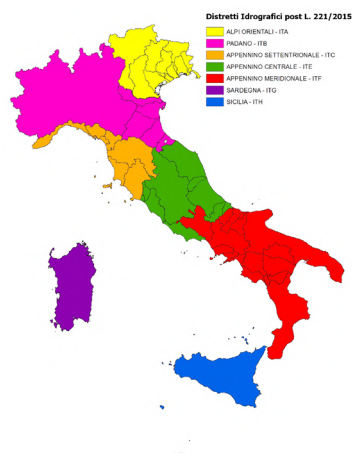 Distretti Idrografici post L. 221/2015
ALPI ORIENTALI - ITA
PADANO - ITB
APPENNINO SETTENTRIONALE - ITC
APPENNINO CENTRALE - ITE
APPENNINO MERIDIONALE - ITF
SARDEGNA - ITG
SICILIA - ITH